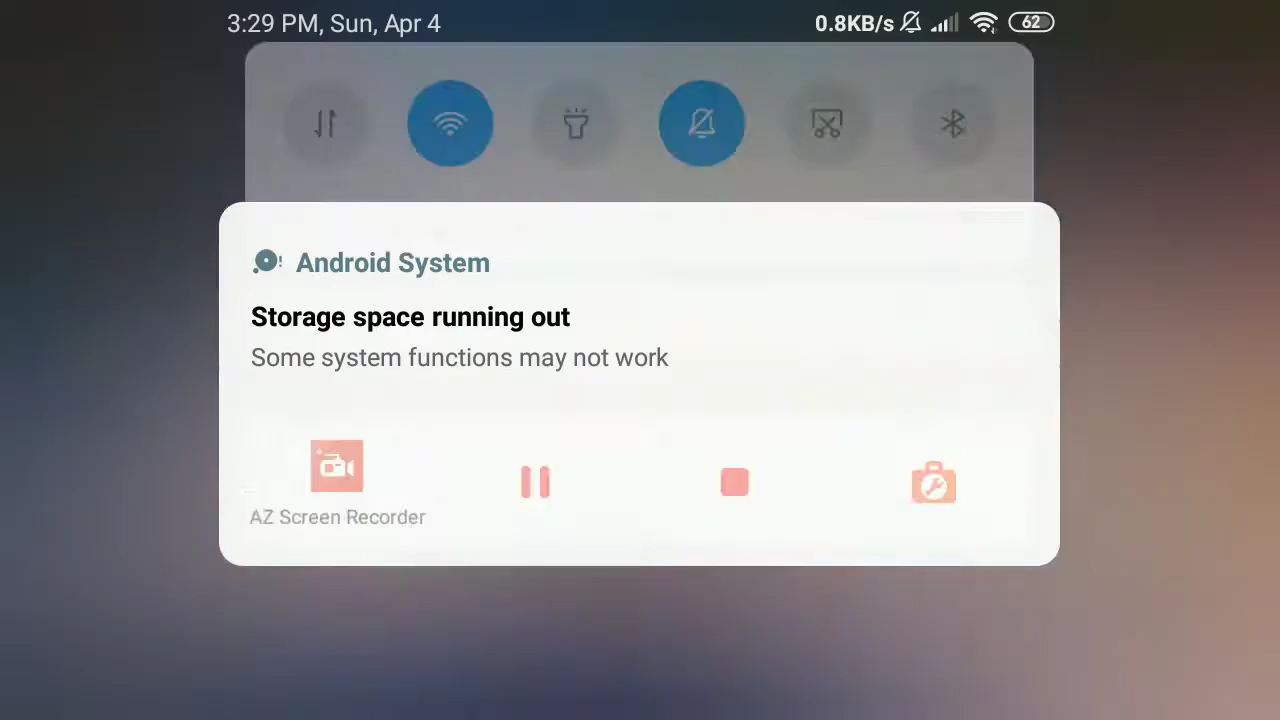 3:29 PM, Sun, Apr 4
0.8KB/s
62
Android System
Storage space running out
Some system functions may not work
AZ Screen Recorder